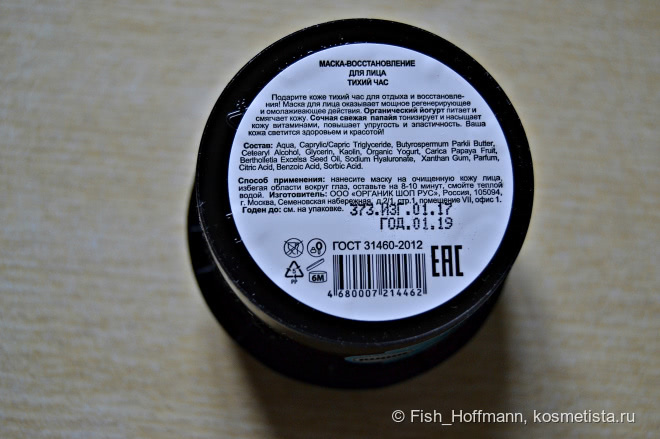 МАСКА-ВОССТАНОВЛЕНИЕ
ДЛЯ ЛИЦА
ТИХИЙ ЧАС
Подарите коже тихий час для отдыха и восстановле-
ния! Маска для лица оказывает мощное регенерирующее
и омолаживающее действия. Органический йогурт питает и
смягчает кожу. Сочная свежая папайя тонизирует и насыщает
кожу витаминами, повышает упругость и эластичность. Ваша
кожа светится здоровьем и красотой!
Состав: Aqua, Caprylic/Capric Triglyceride, Butyrospermum Parkii Butter,
Cetearyl Alcohol, Glycerin, Kaolin, Organic Yogurt, Carica Papaya Fruit,
Bertholletia Excelsa Seed Oil, Sodium Hyaluronate, Xanthan Gum, Parfum,
Citric Acid, Benzoic Acid, Sorbic Acid.
Способ применения: нанесите маску на очищенную кожу лица,
избегая области вокруг глаз, оставьте на 8-10 минут, смойте теплой
водой. Изготовитель: ООО «ОРГАНИК ШОП РУС», Россия, 105094,
г. Москва, Семеновская набережная, д.2/1, стр.1, помещение VII, офис 1.
Годен до: см. на упаковке. 373.ИЗГ.01.17
ГОД.01.19
ГОСТ 31460-2012
PP
6M
EAC
4 680007 214462
© Fish_Hoffmann, kosmetista.ru